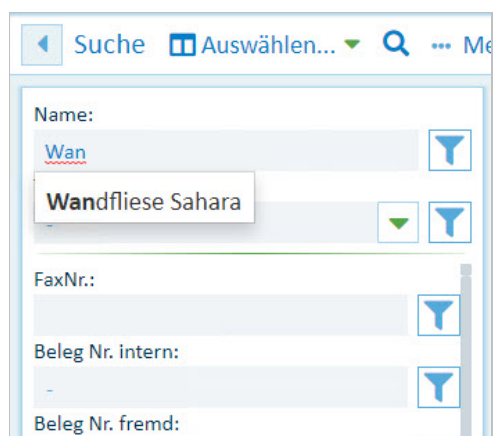 Suche Auswählen... ... Me
Name:
Wan
Wandfliese Sahara
-
FaxNr.:
Beleg Nr. intern:
-
Beleg Nr. fremd: